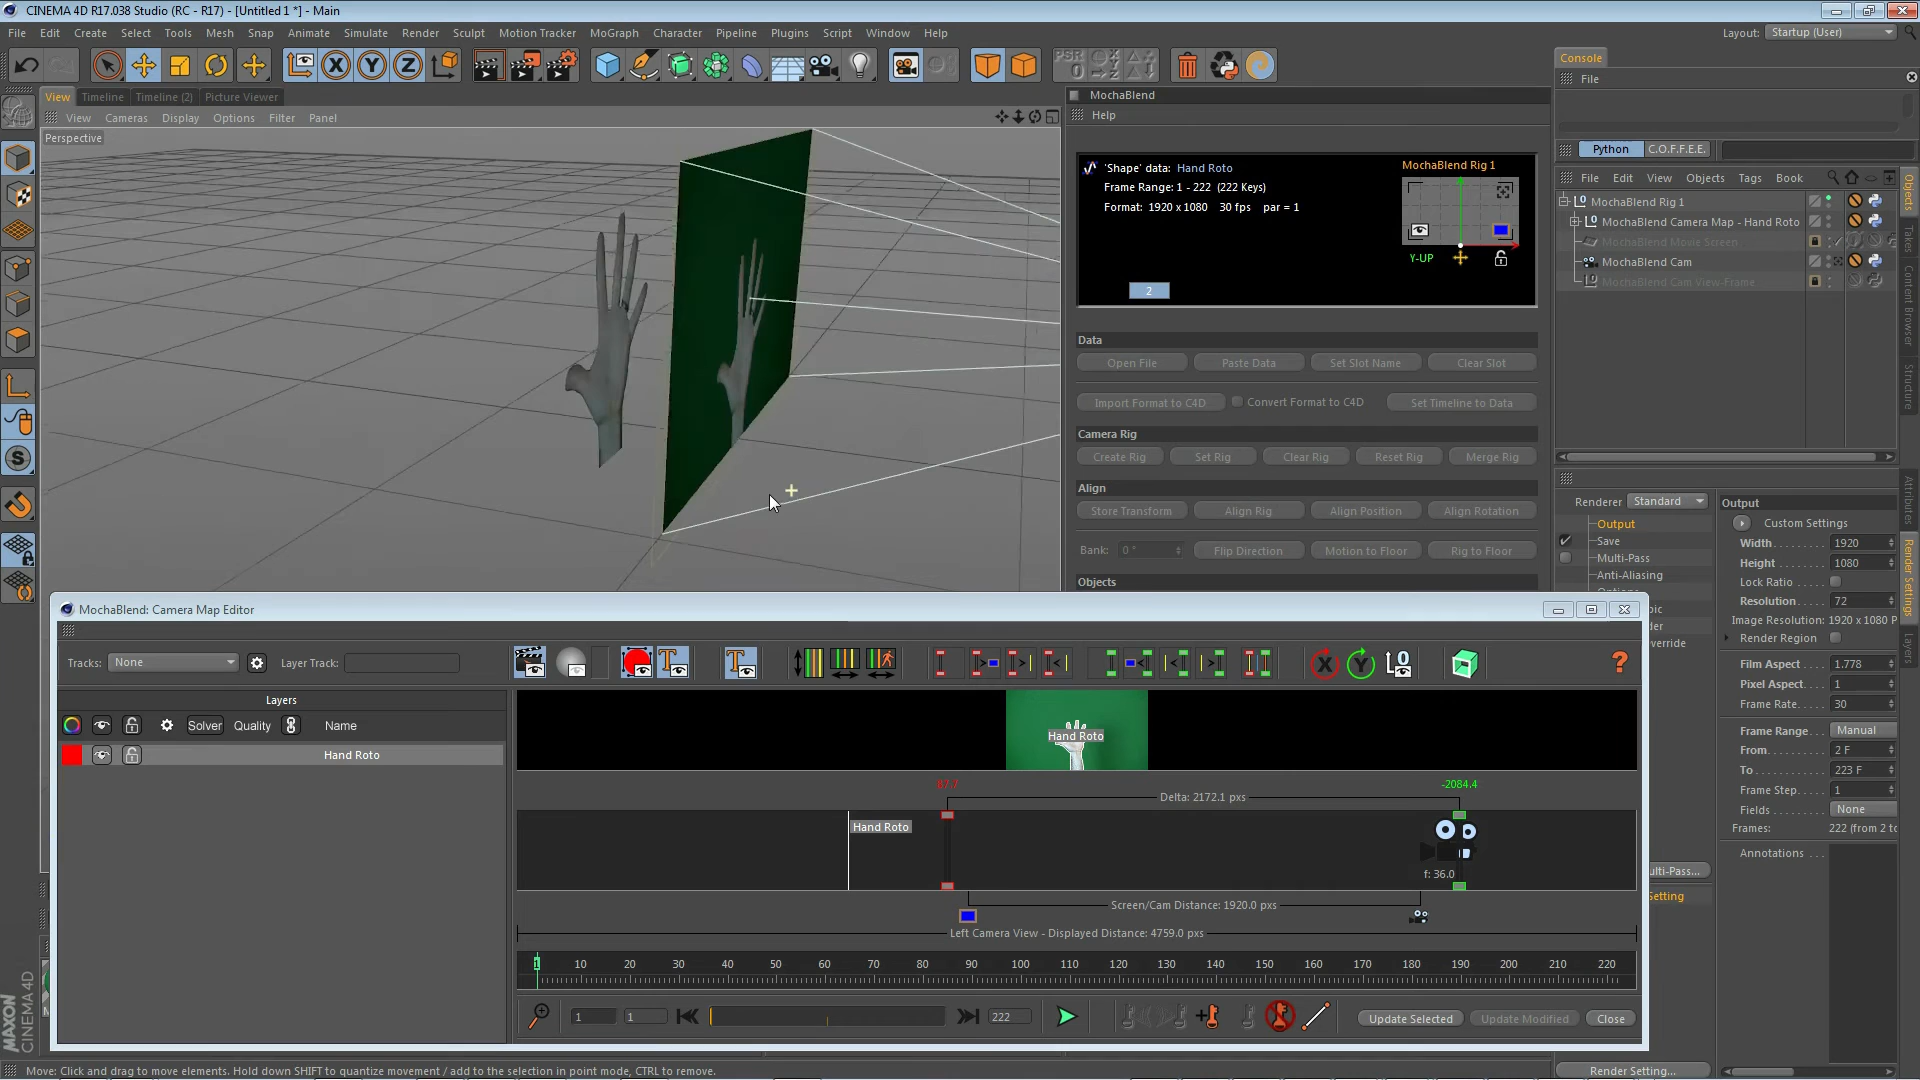 CINEMA 4D R17.038 Studio (RC - R17) - [Untitled 1 *] - Main
File Edit Create Select Tools Mesh Snap Animate Simulate Render Sculpt Motion Tracker MoGraph Character Pipeline Plugins Script Window Help
Layout: Startup (User)
X Y Z
PSR
0
Console
File
View Timeline Timeline (2) Picture Viewer
View Cameras Display Options Filter Panel
Perspective
MochaBlend
Help
'Shape' data: Hand Roto
Frame Range: 1 - 222 (222 Keys)
Format: 1920 x 1080 30 fps par = 1
MochaBlend Rig 1
Y-UP
2
Data
Open File Paste Data Set Slot Name Clear Slot
Import Format to C4D Convert Format to C4D Set Timeline to Data
Camera Rig
Create Rig Set Rig Clear Rig Reset Rig Merge Rig
Align
Store Transform Align Rig Align Position Align Rotation
Bank: 0 ° Flip Direction Motion to Floor Rig to Floor
Objects
Python C.O.F.F.E.E.
File Edit View Objects Tags Book
MochaBlend Rig 1
MochaBlend Camera Map - Hand Roto
MochaBlend Movie Screen
MochaBlend Cam
MochaBlend Cam View-Frame
Objects
Takes
Content Browser
Structure
Attributes
Render Settings
Layers
Renderer Standard
Output
Save
Multi-Pass
Anti-Aliasing
Output
Custom Settings
Width 1920
Height 1080
Lock Ratio
Resolution 72
Image Resolution: 1920 x 1080 P
Render Region
Film Aspect 1.778
Pixel Aspect 1
Frame Rate 30
Frame Range Manual
From 2 F
To 223 F
Frame Step 1
Fields None
Frames: 222 (from 2 to
Annotations
ulti-Pass...
etting
Render Setting...
MochaBlend: Camera Map Editor
Tracks: None Layer Track:
Layers
Solver Quality Name
Hand Roto
Hand Roto
87.7
-2084.4
Delta: 2172.1 pxs
Hand Roto
f: 36.0
Screen/Cam Distance: 1920.0 pxs
Left Camera View - Displayed Distance: 4759.0 pxs
1 10 20 30 40 50 60 70 80 90 100 110 120 130 140 150 160 170 180 190 200 210 220
1 1 222
Update Selected Update Modified Close
MAXON CINEMA 4D
Move: Click and drag to move elements. Hold down SHIFT to quantize movement / add to the selection in point mode, CTRL to remove.